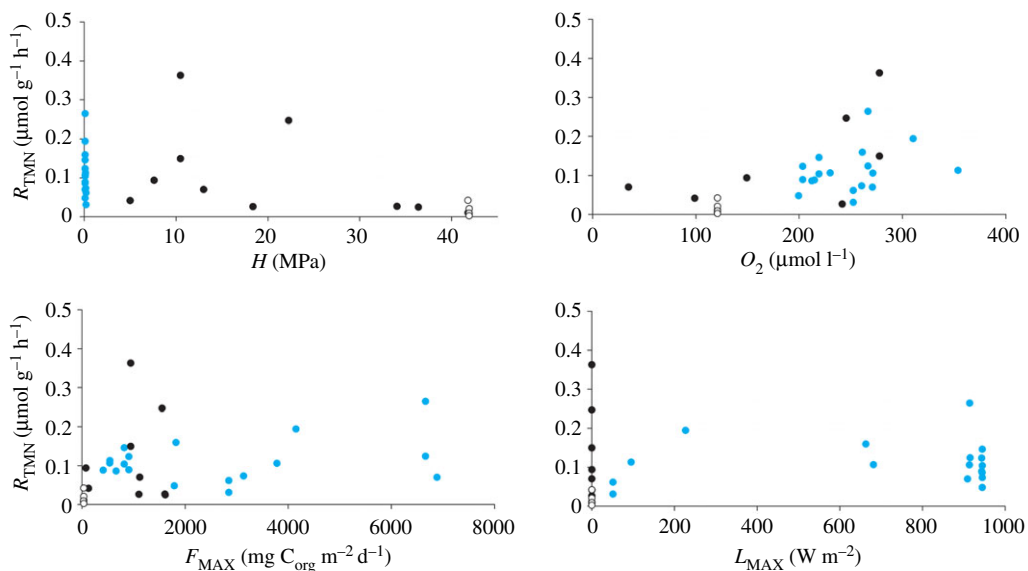 0.5
0.4
0.3
0.2
0.1
0
R_TMN (μmol g⁻¹ h⁻¹)
0 10 20 30 40
H (MPa)
0.5
0.4
0.3
0.2
0.1
0
0 100 200 300 400
O₂ (μmol l⁻¹)
0.5
0.4
0.3
0.2
0.1
0
R_TMN (μmol g⁻¹ h⁻¹)
0 2000 4000 6000 8000
F_MAX (mg C_org m⁻² d⁻¹)
0.5
0.4
0.3
0.2
0.1
0
0 200 400 600 800 1000
L_MAX (W m⁻²)